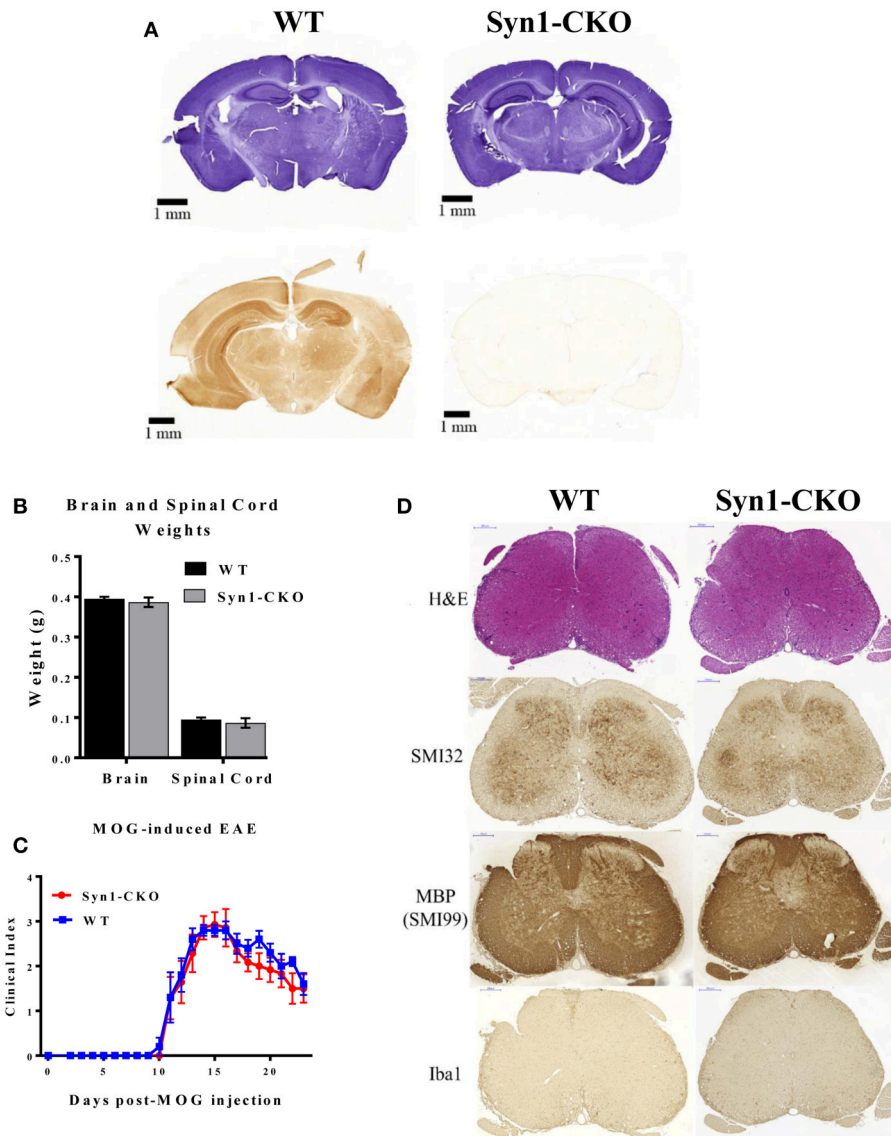 A
WT Syn1-CKO
1 mm 1 mm
1 mm 1 mm
B
Brain and Spinal Cord
Weights
0.5
0.4
0.3
0.2
0.1
0.0
Weight (g)
WT
Syn1-CKO
Brain Spinal Cord
C
MOG-induced EAE
4
3
2
1
0
Clinical Index
Syn1-CKO
WT
0 5 10 15 20
Days post-MOG injection
D
WT Syn1-CKO
H&E
SMI32
MBP
(SMI99)
Iba1